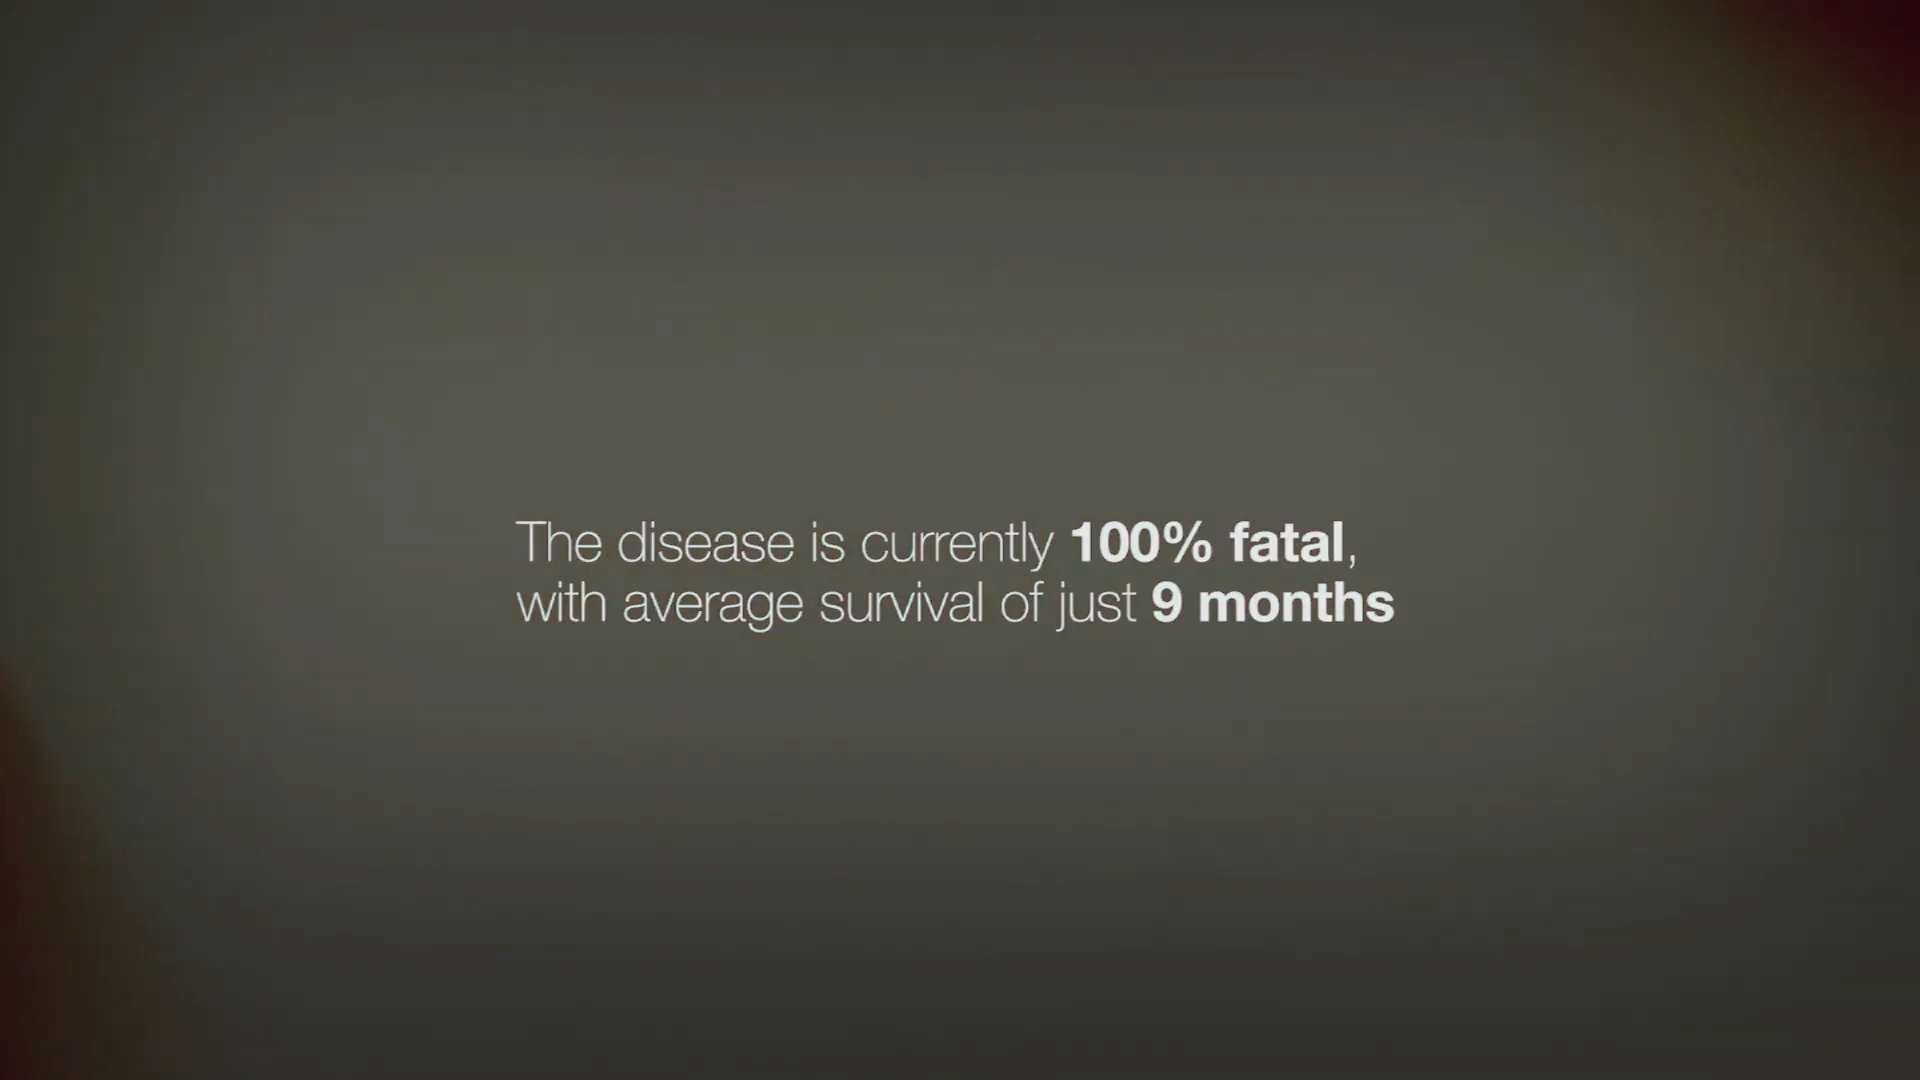 The disease is currently 100% fatal,
with average survival of just 9 months